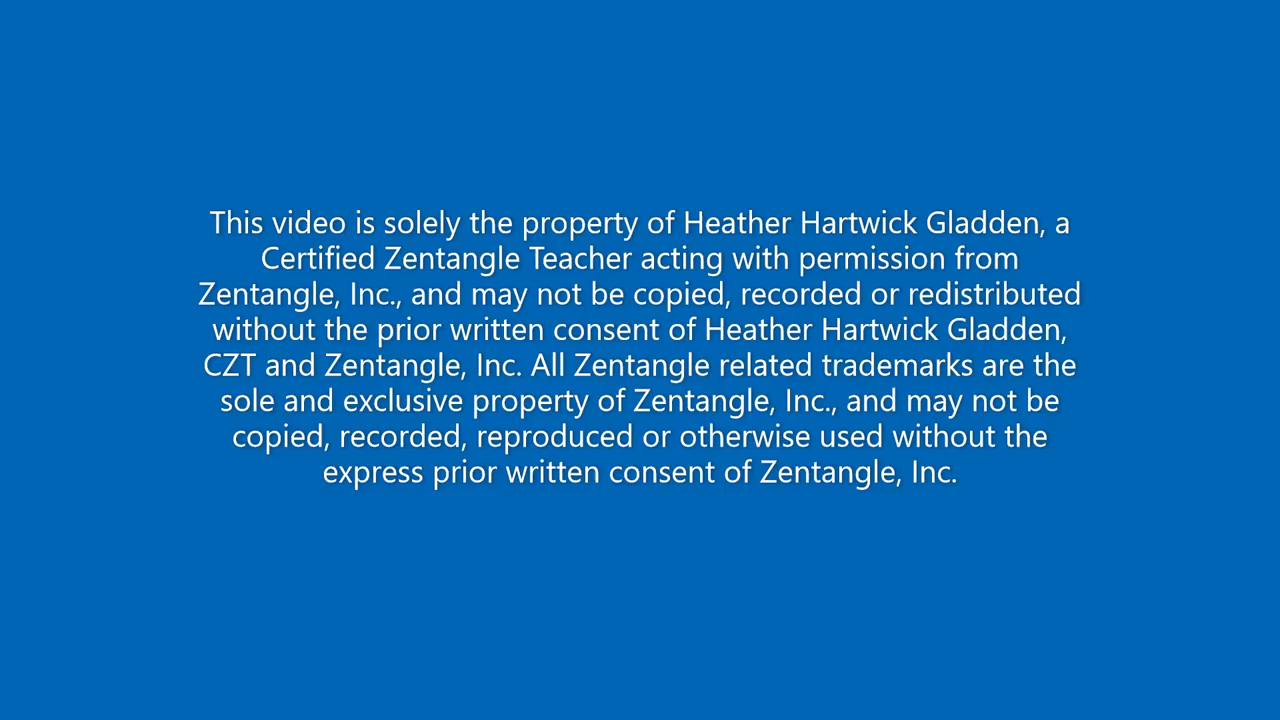 This video is solely the property of Heather Hartwick Gladden, a
Certified Zentangle Teacher acting with permission from
Zentangle, Inc., and may not be copied, recorded or redistributed
without the prior written consent of Heather Hartwick Gladden,
CZT and Zentangle, Inc. All Zentangle related trademarks are the
sole and exclusive property of Zentangle, Inc., and may not be
copied, recorded, reproduced or otherwise used without the
express prior written consent of Zentangle, Inc.